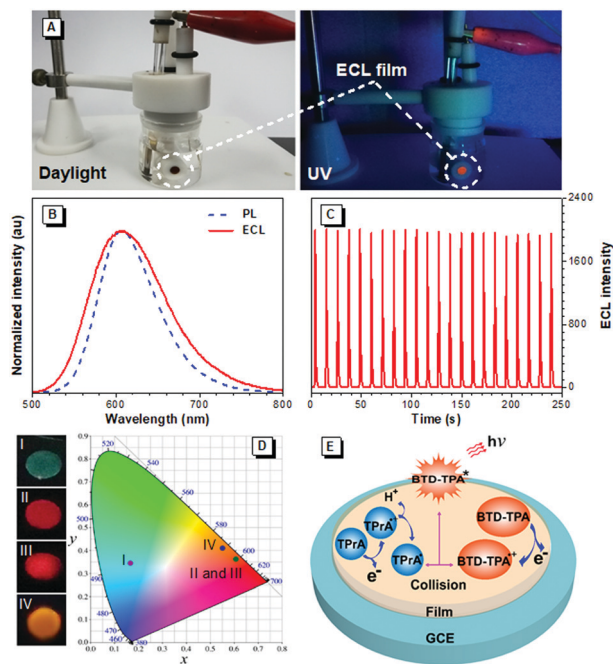 A
ECL film
Daylight
UV
B
PL
ECL
Normalized intensity (au)
500 600 700 800
Wavelength (nm)
C
2400
1800
1200
800
0
ECL intensity
0 50 100 150 200 250
Time (s)
I
II
III
IV
D
0.9
0.8
0.7
0.6
0.5
0.4
0.3
0.2
0.1
0.0
y
520
540
560
580
600
620
700
500
490
480
470
460
380
I
IV
II and III
0.0 0.1 0.2 0.3 0.4 0.5 0.6 0.7 0.8
x
E
hν
BTD-TPA*
H+
TPrA•+
TPrA
TPrA•
e-
BTD-TPA
BTD-TPA•+
e-
Collision
Film
GCE